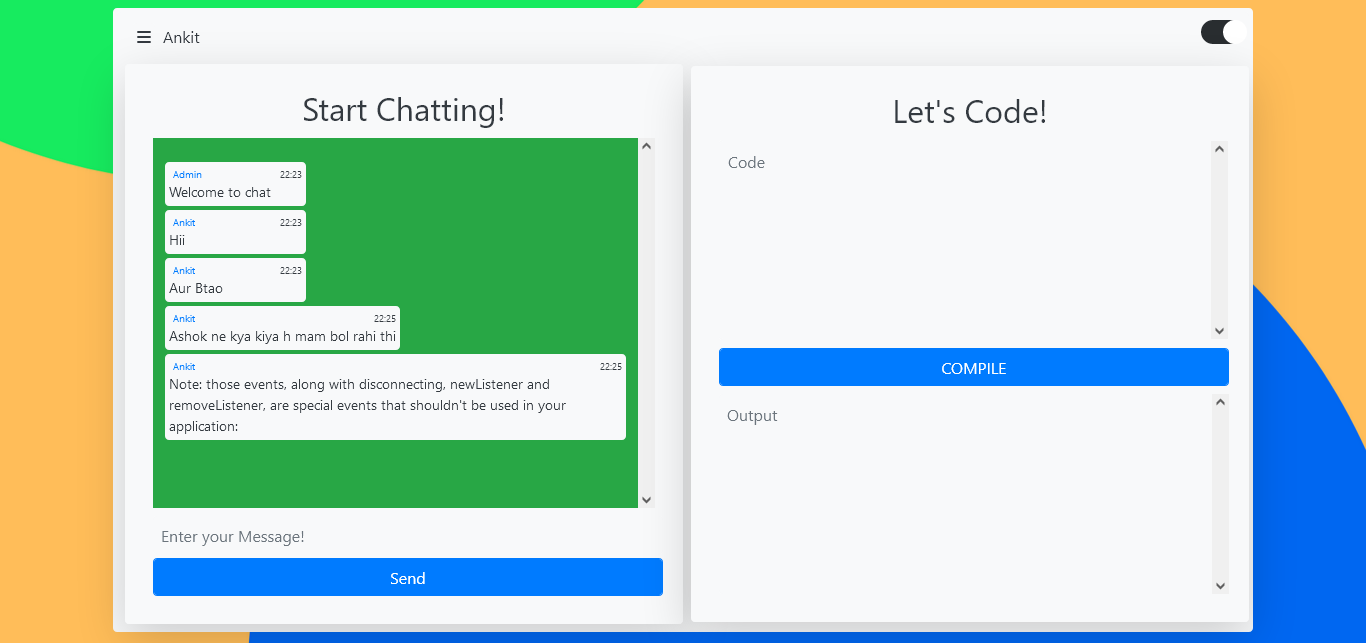 Ankit
Start Chatting!
Admin 22:23
Welcome to chat
Ankit 22:23
Hii
Ankit 22:23
Aur Btao
Ankit 22:25
Ashok ne kya kiya h mam bol rahi thi
Ankit 22:25
Note: those events, along with disconnecting, newListener and
removeListener, are special events that shouldn't be used in your
application:
Enter your Message!
Send
Let's Code!
Code
COMPILE
Output